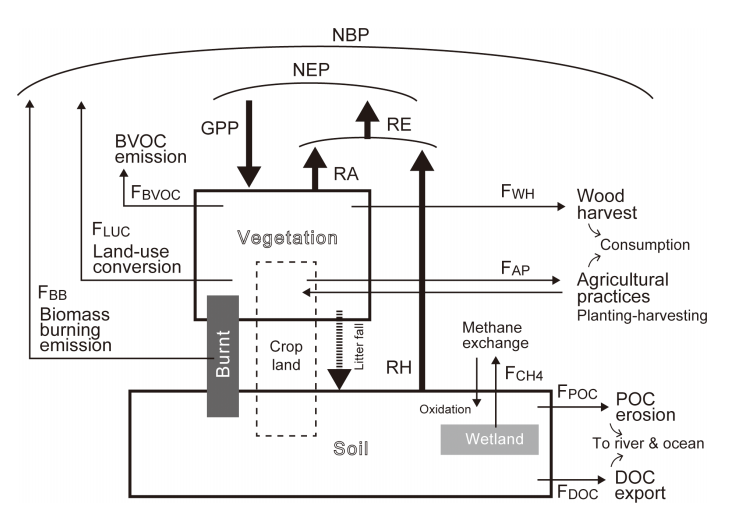 NBP
NEP
GPP
RE
RA
BVOC
emission
FBVOC
FWH
Wood
harvest
Consumption
Vegetation
FLUC
Land-use
conversion
FAP
Agricultural
practices
Planting-harvesting
FBB
Biomass
burning
emission
Burnt
Crop
land
Litter fall
RH
Methane
exchange
FCH4
Oxidation
Wetland
Soil
FPOC
POC
erosion
To river & ocean
FDOC
DOC
export